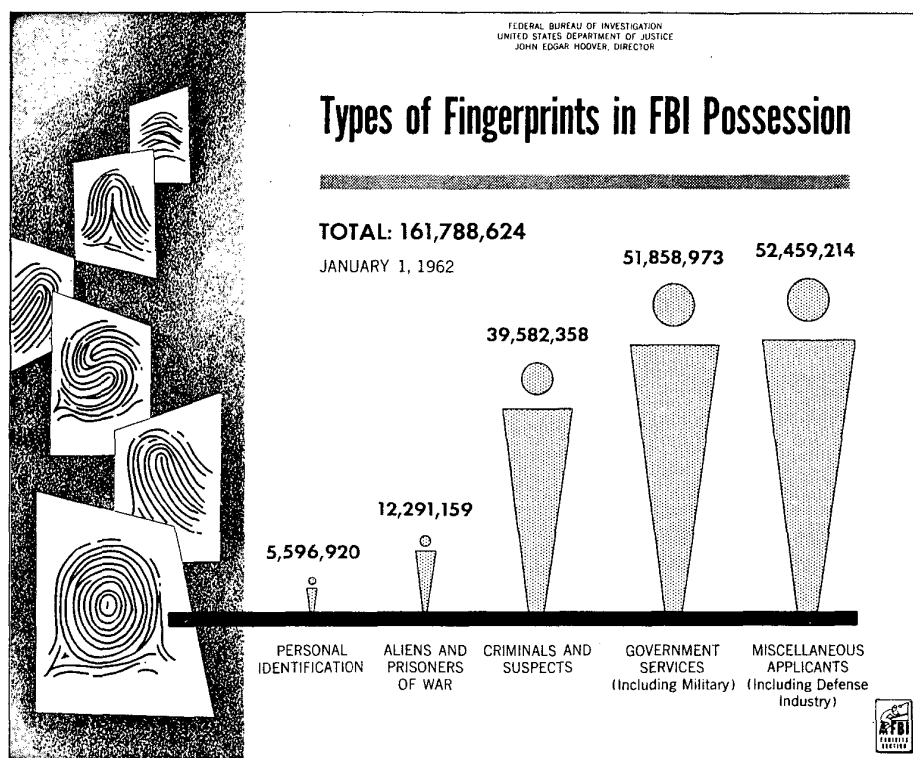 FEDERAL BUREAU OF INVESTIGATION
UNITED STATES DEPARTMENT OF JUSTICE
JOHN EDGAR HOOVER, DIRECTOR
Types of Fingerprints in FBI Possession
TOTAL: 161,788,624
JANUARY 1, 1962
5,596,920
12,291,159
39,582,358
51,858,973
52,459,214
PERSONAL
IDENTIFICATION
ALIENS AND
PRISONERS
OF WAR
CRIMINALS AND
SUSPECTS
GOVERNMENT
SERVICES
(Including Military)
MISCELLANEOUS
APPLICANTS
(Including Defense
Industry)
FBI
EXHIBITS
SECTION